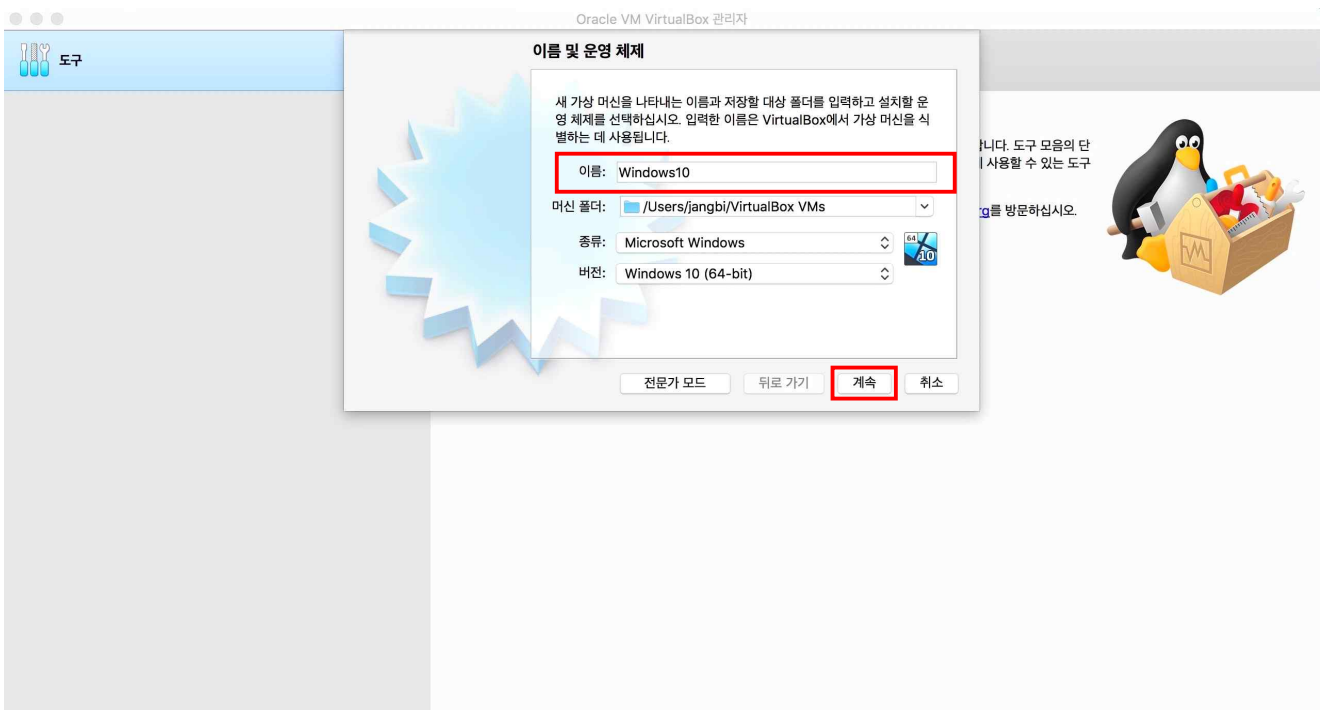 Oracle VM VirtualBox 관리자
도구
이름 및 운영 체제
새 가상 머신을 나타내는 이름과 저장할 대상 폴더를 입력하고 설치할 운
영 체제를 선택하십시오. 입력한 이름은 VirtualBox에서 가상 머신을 식
별하는 데 사용됩니다.
이름: Windows10
머신 폴더: /Users/jangbi/VirtualBox VMs
종류: Microsoft Windows
64
10
버전: Windows 10 (64-bit)
전문가 모드 뒤로 가기 계속 취소
니다. 도구 모음의 단
사용할 수 있는 도구
rg를 방문하십시오.